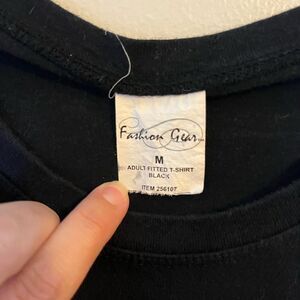 Fashion Gear
M
ADULT FITTED T-SHIRT
BLACK
ITEM 256107